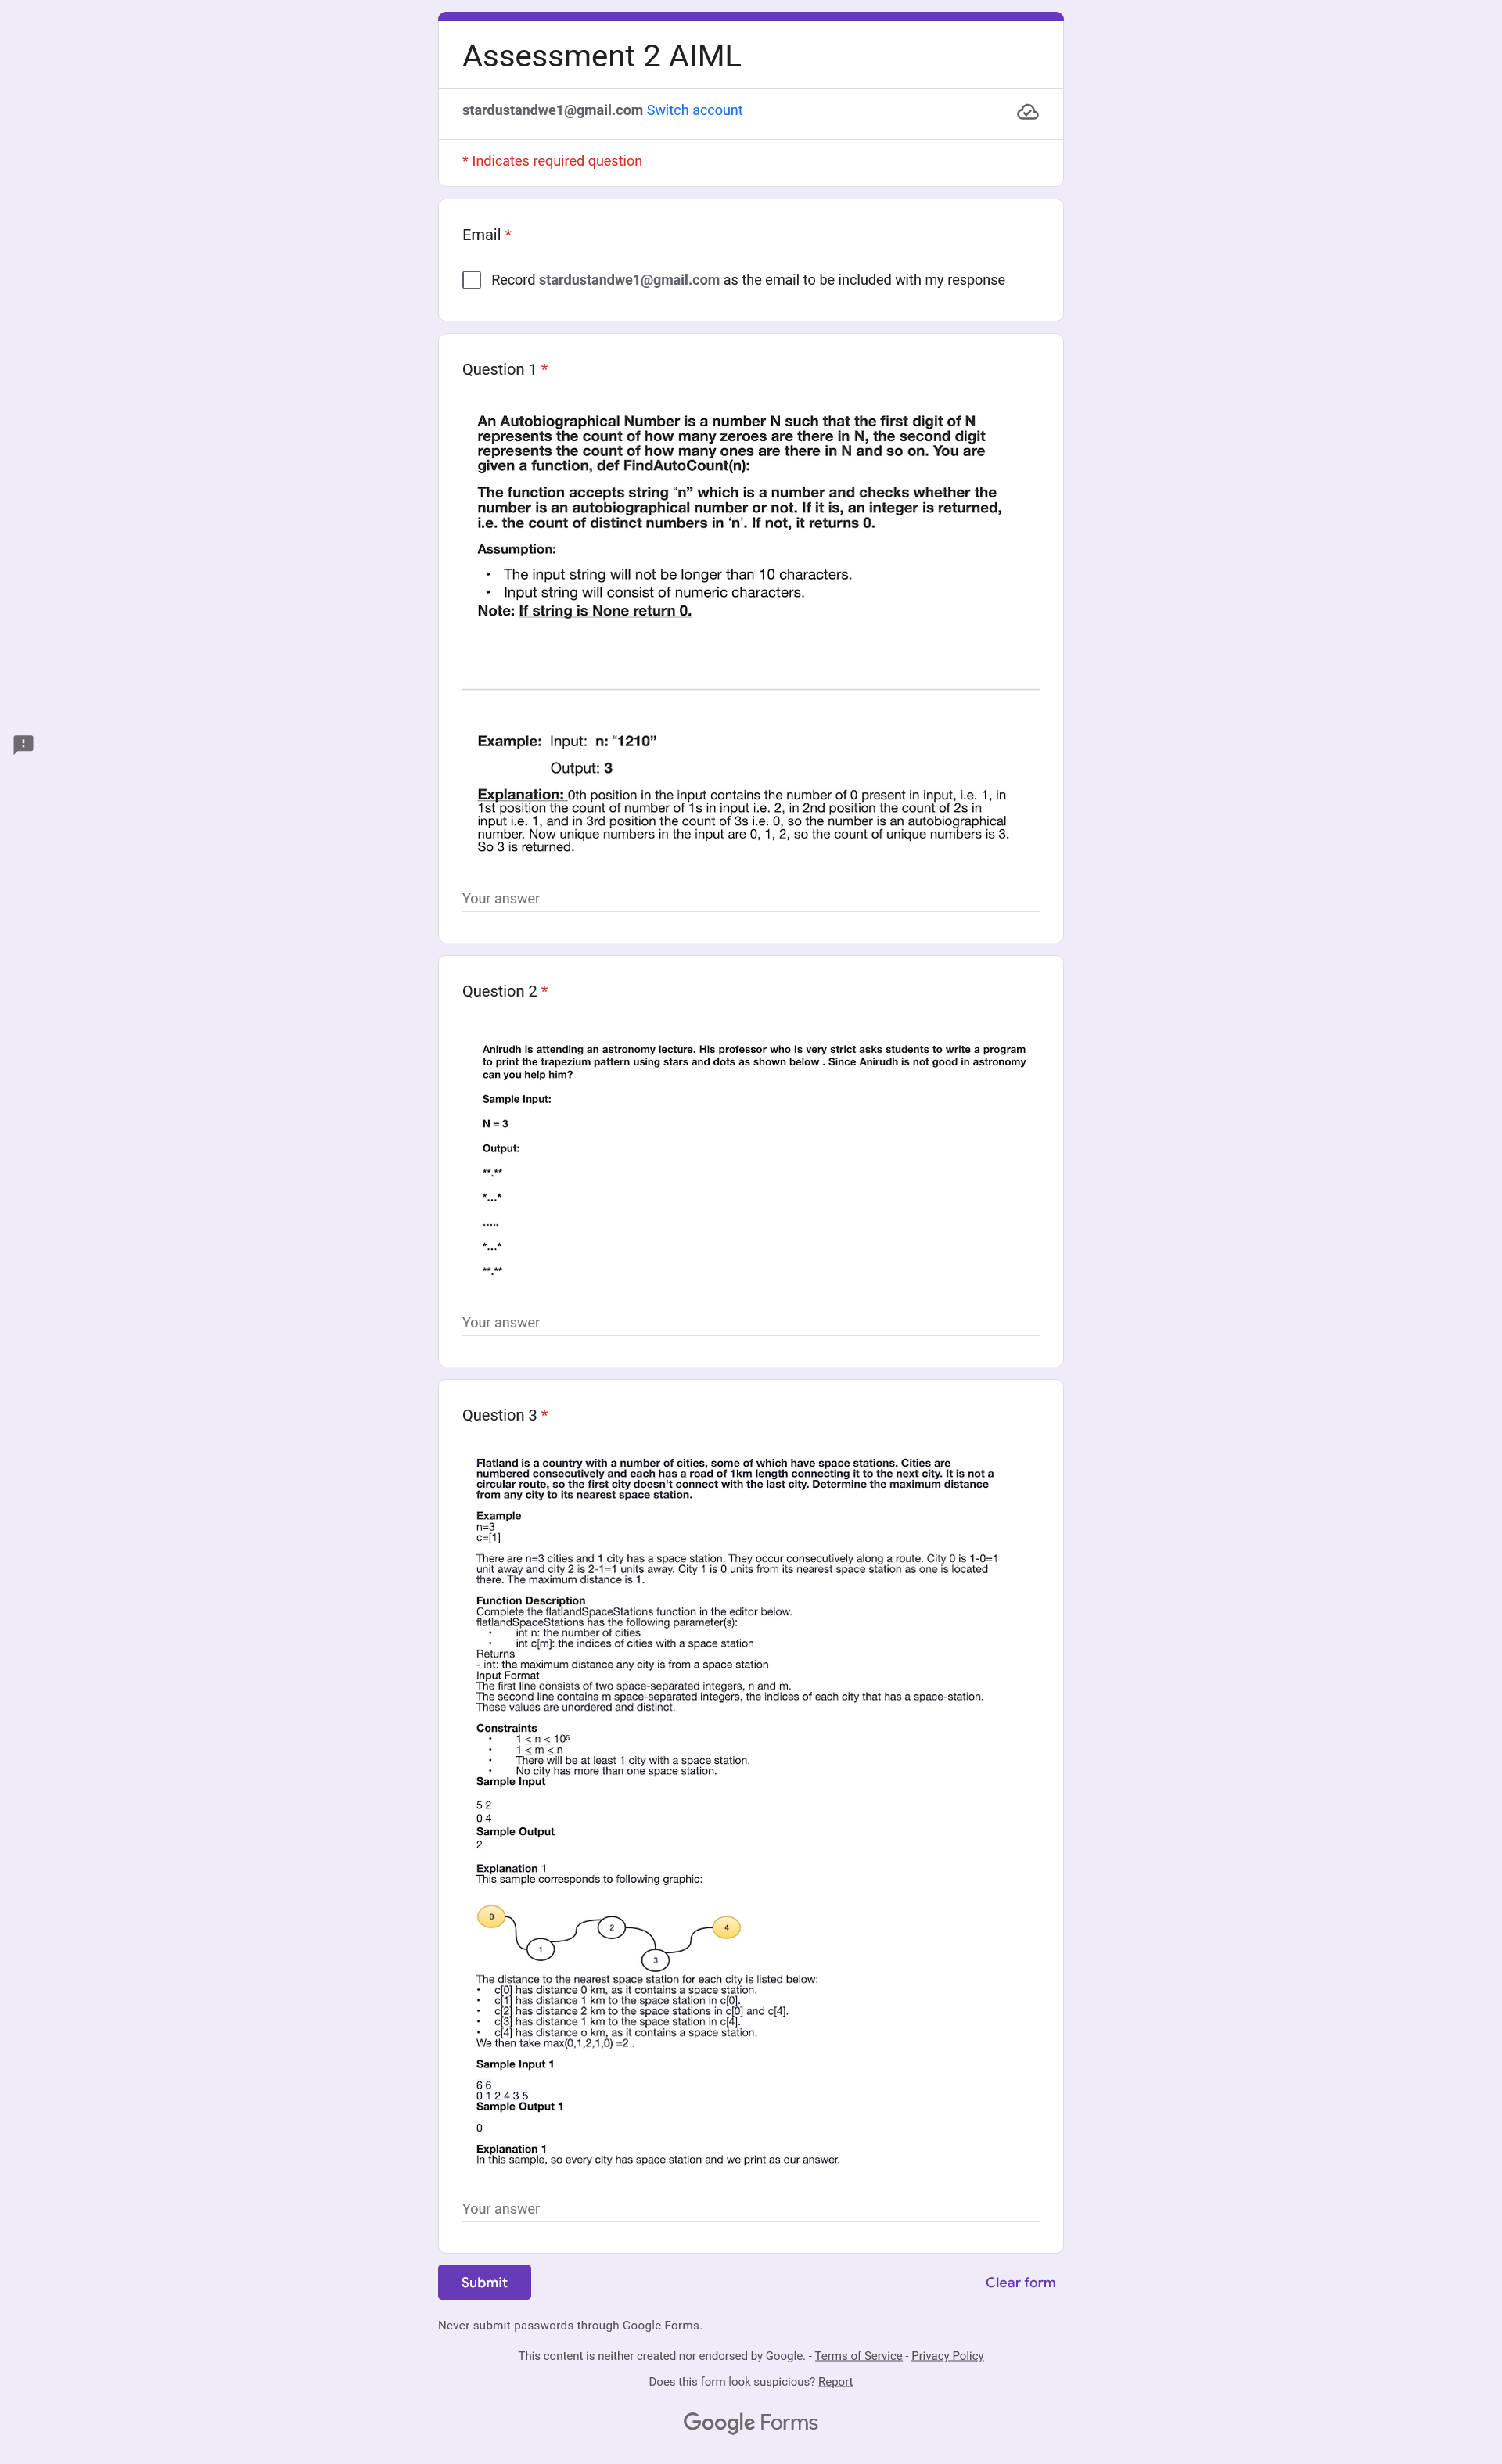 Assessment 2 AIML
stardustandwe1@gmail.com Switch account
* Indicates required question
Email *
Record stardustandwe1@gmail.com as the email to be included with my response
Question 1 *
An Autobiographical Number is a number N such that the first digit of N
represents the count of how many zeroes are there in N, the second digit
represents the count of how many ones are there in N and so on. You are
given a function, def FindAutoCount(n):
The function accepts string “n” which is a number and checks whether the
number is an autobiographical number or not. If it is, an integer is returned,
i.e. the count of distinct numbers in ‘n’. If not, it returns 0.
Assumption:
• The input string will not be longer than 10 characters.
• Input string will consist of numeric characters.
Note: If string is None return 0.
Example: Input: n: “1210”
Output: 3
Explanation: 0th position in the input contains the number of 0 present in input, i.e. 1, in
1st position the count of number of 1s in input i.e. 2, in 2nd position the count of 2s in
input i.e. 1, and in 3rd position the count of 3s i.e. 0, so the number is an autobiographical
number. Now unique numbers in the input are 0, 1, 2, so the count of unique numbers is 3.
So 3 is returned.
Your answer
Question 2 *
Anirudh is attending an astronomy lecture. His professor who is very strict asks students to write a program
to print the trapezium pattern using stars and dots as shown below . Since Anirudh is not good in astronomy
can you help him?
Sample Input:
N = 3
Output:
**.**
*...*
.....
*...*
**.**
Your answer
Question 3 *
Flatland is a country with a number of cities, some of which have space stations. Cities are
numbered consecutively and each has a road of 1km length connecting it to the next city. It is not a
circular route, so the first city doesn't connect with the last city. Determine the maximum distance
from any city to its nearest space station.
Example
n=3
c=[1]
There are n=3 cities and 1 city has a space station. They occur consecutively along a route. City 0 is 1-0=1
unit away and city 2 is 2-1=1 units away. City 1 is 0 units from its nearest space station as one is located
there. The maximum distance is 1.
Function Description
Complete the flatlandSpaceStations function in the editor below.
flatlandSpaceStations has the following parameter(s):
• int n: the number of cities
• int c[m]: the indices of cities with a space station
Returns
- int: the maximum distance any city is from a space station
Input Format
The first line consists of two space-separated integers, n and m.
The second line contains m space-separated integers, the indices of each city that has a space-station.
These values are unordered and distinct.
Constraints
• 1 ≤ n ≤ 10⁵
• 1 ≤ m ≤ n
• There will be at least 1 city with a space station.
• No city has more than one space station.
Sample Input
5 2
0 4
Sample Output
2
Explanation 1
This sample corresponds to following graphic:
0
2
4
1
3
The distance to the nearest space station for each city is listed below:
• c[0] has distance 0 km, as it contains a space station.
• c[1] has distance 1 km to the space station in c[0].
• c[2] has distance 2 km to the space stations in c[0] and c[4].
• c[3] has distance 1 km to the space station in c[4].
• c[4] has distance o km, as it contains a space station.
We then take max(0,1,2,1,0) =2 .
Sample Input 1
6 6
0 1 2 4 3 5
Sample Output 1
0
Explanation 1
In this sample, so every city has space station and we print as our answer.
Your answer
Submit
Clear form
Never submit passwords through Google Forms.
This content is neither created nor endorsed by Google. - Terms of Service - Privacy Policy
Does this form look suspicious? Report
Google Forms